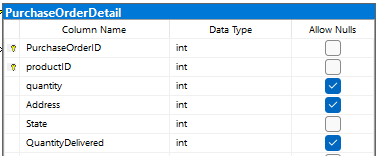 PurchaseOrderDetail
Column Name Data Type Allow Nulls
PurchaseOrderID int
productID int
quantity int
Address int
State int
QuantityDelivered int